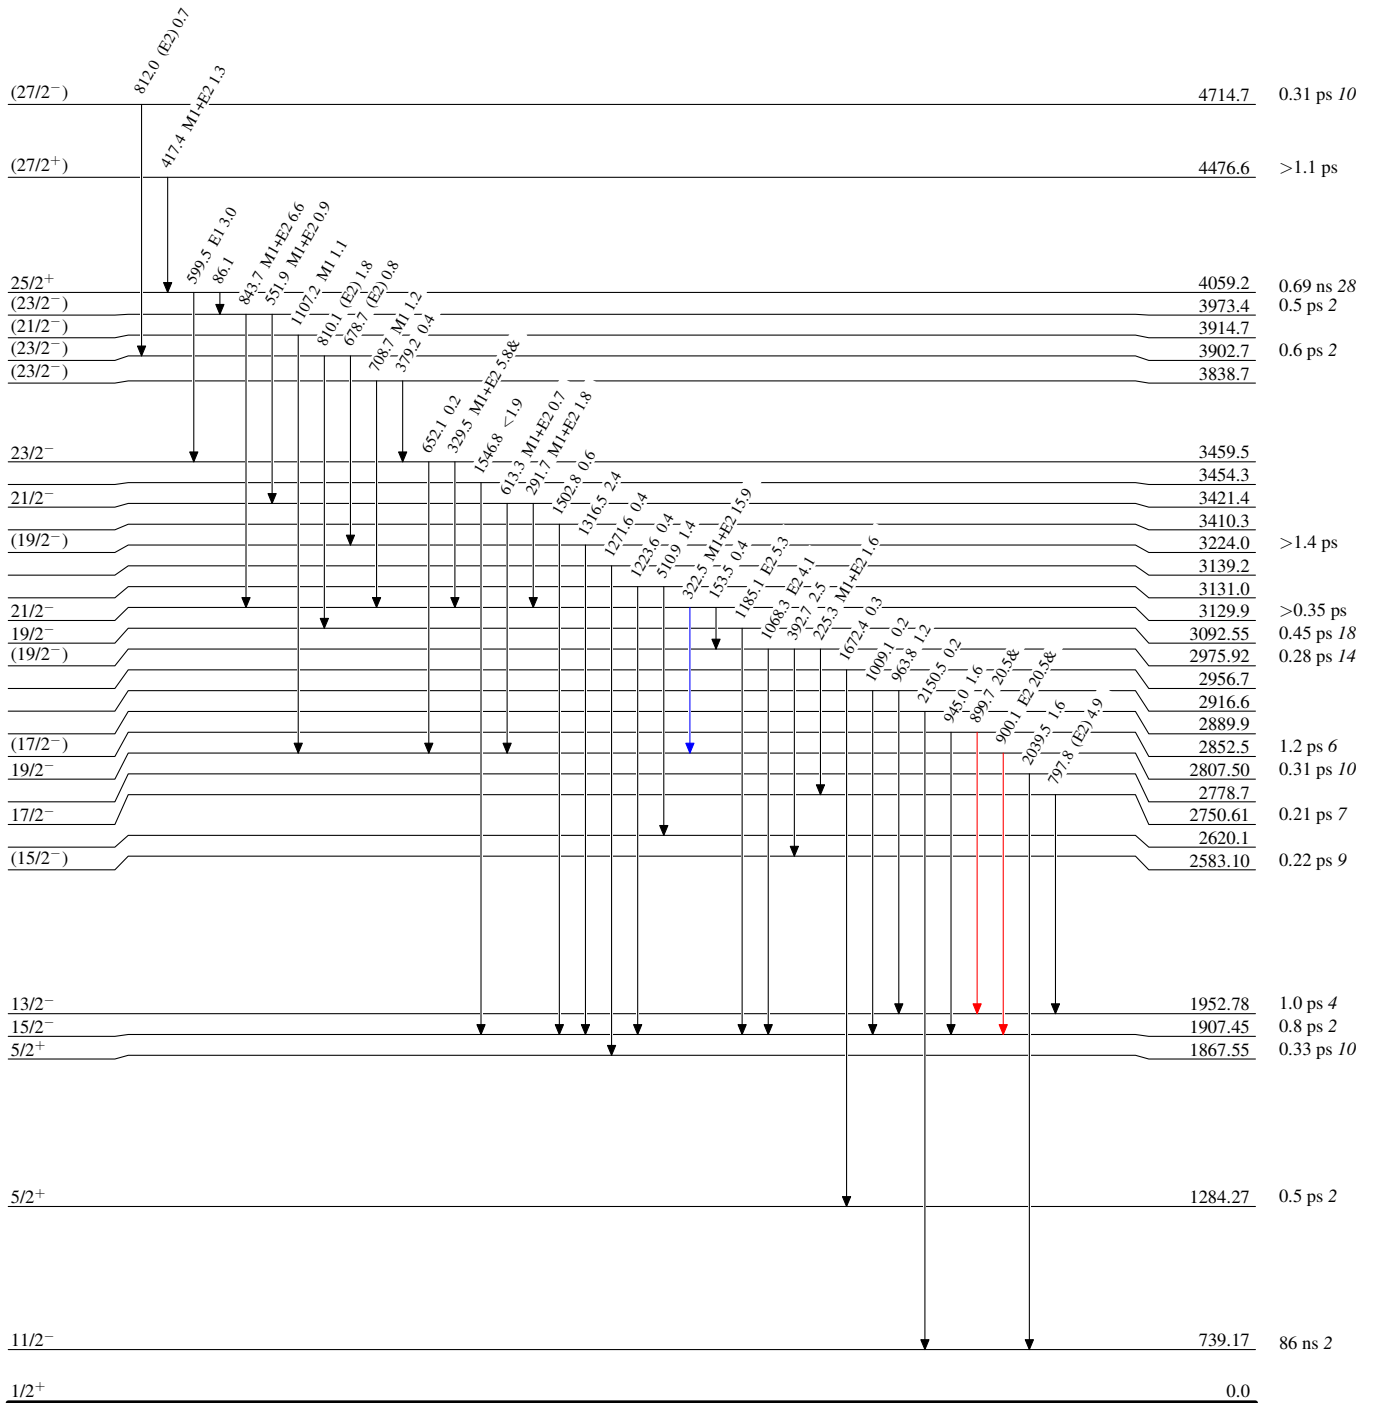 812.0 (E2) 0.7
(27/2⁻) 4714.7 0.31 ps 10
417.4 M1+E2 1.3
(27/2⁺) 4476.6 >1.1 ps
599.5 E1 3.0
86.1
25/2⁺ 4059.2 0.69 ns 28
843.7 M1+E2 6.6
551.9 M1+E2 0.9
(23/2⁻) 3973.4 0.5 ps 2
1107.2 M1 1.1
(21/2⁻) 3914.7
810.1 (E2) 1.8
678.7 (E2) 0.8
(23/2⁻) 3902.7 0.6 ps 2
708.7 M1 1.2
379.2 0.4
(23/2⁻) 3838.7
652.1 0.2
329.5 M1+E2 5.8&
23/2⁻ 3459.5
1546.8 <1.9
3454.3
613.3 M1+E2 0.7
291.7 M1+E2 1.8
21/2⁻ 3421.4
1502.8 0.6
3410.3
1316.5 2.4
(19/2⁻) 3224.0 >1.4 ps
1271.6 0.4
3139.2
1223.6 0.4
510.9 1.4
3131.0
322.5 M1+E2 15.9
153.5 0.4
21/2⁻ 3129.9 >0.35 ps
1185.1 E2 5.3
19/2⁻ 3092.55 0.45 ps 18
1068.3 E2 4.1
392.7 2.5
225.3 M1+E2 1.6
(19/2⁻) 2975.92 0.28 ps 14
1672.4 0.3
2956.7
1009.1 0.2
963.8 1.2
2916.6
2150.5 0.2
2889.9
945.0 1.6
899.7 20.5&
(17/2⁻) 2852.5 1.2 ps 6
900.1 E2 20.5&
19/2⁻ 2807.50 0.31 ps 10
2039.5 1.6
2778.7
797.8 (E2) 4.9
17/2⁻ 2750.61 0.21 ps 7
2620.1
(15/2⁻) 2583.10 0.22 ps 9
13/2⁻ 1952.78 1.0 ps 4
15/2⁻ 1907.45 0.8 ps 2
5/2⁺ 1867.55 0.33 ps 10
5/2⁺ 1284.27 0.5 ps 2
11/2⁻ 739.17 86 ns 2
1/2⁺ 0.0